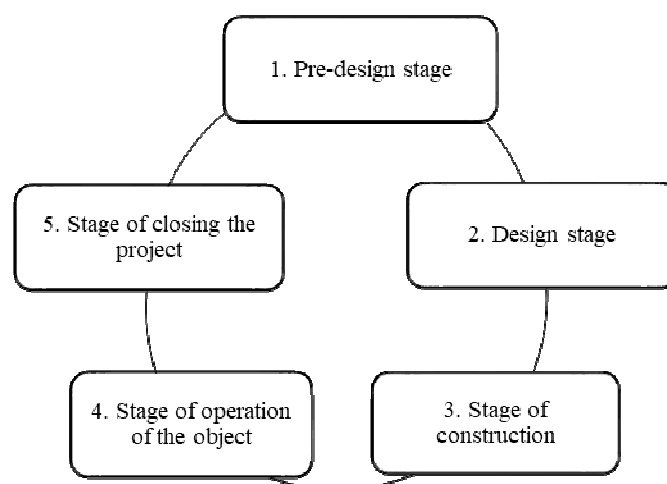 1. Pre-design stage
2. Design stage
3. Stage of
construction
4. Stage of operation
of the object
5. Stage of closing the
project